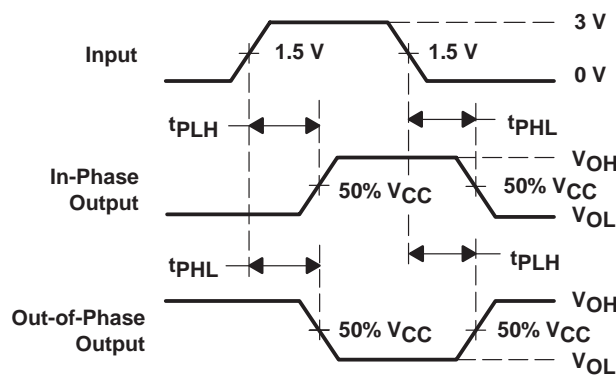 3 V
Input
1.5 V
1.5 V
0 V
tPLH
tPHL
VOH
In-Phase
Output
50% VCC
50% VCC
VOL
tPHL
tPLH
VOH
Out-of-Phase
Output
50% VCC
50% VCC
VOL